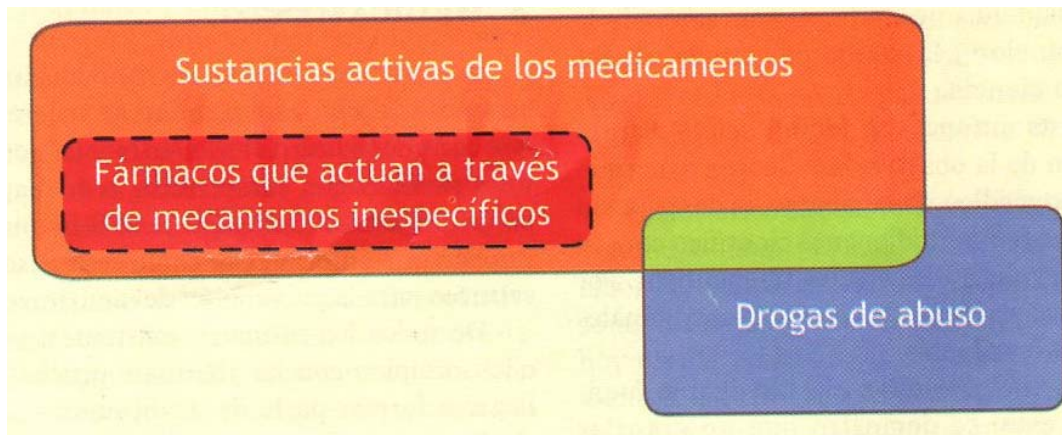 Sustancias activas de los medicamentos
Fármacos que actúan a través
de mecanismos inespecíficos
Drogas de abuso